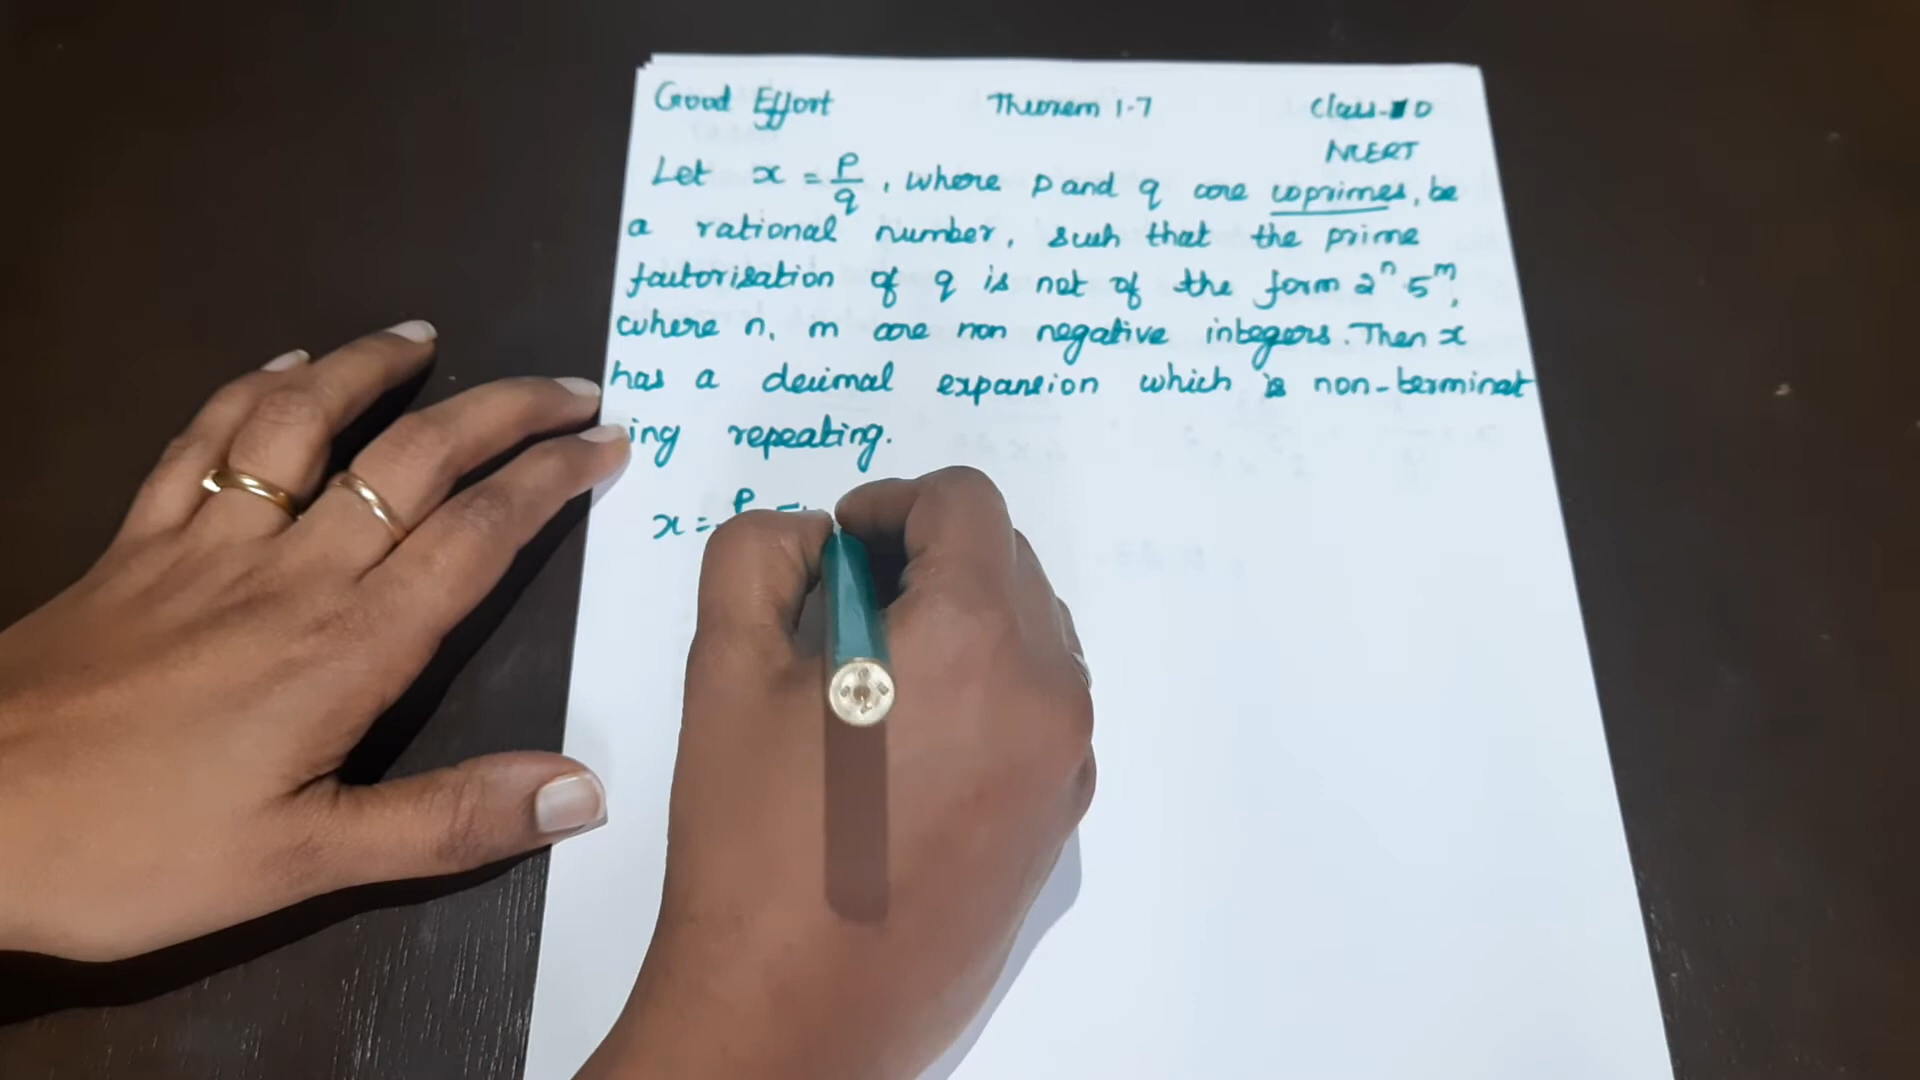 Good Effort Theorem 1.7 Class-10
NCERT
Let x = p/q, where p and q are coprimes, be
a rational number, such that the prime
factorisation of q is not of the form 2^n 5^m,
where n, m are non negative integers. Then x
has a decimal expansion which is non-terminat
ing repeating.
x = p